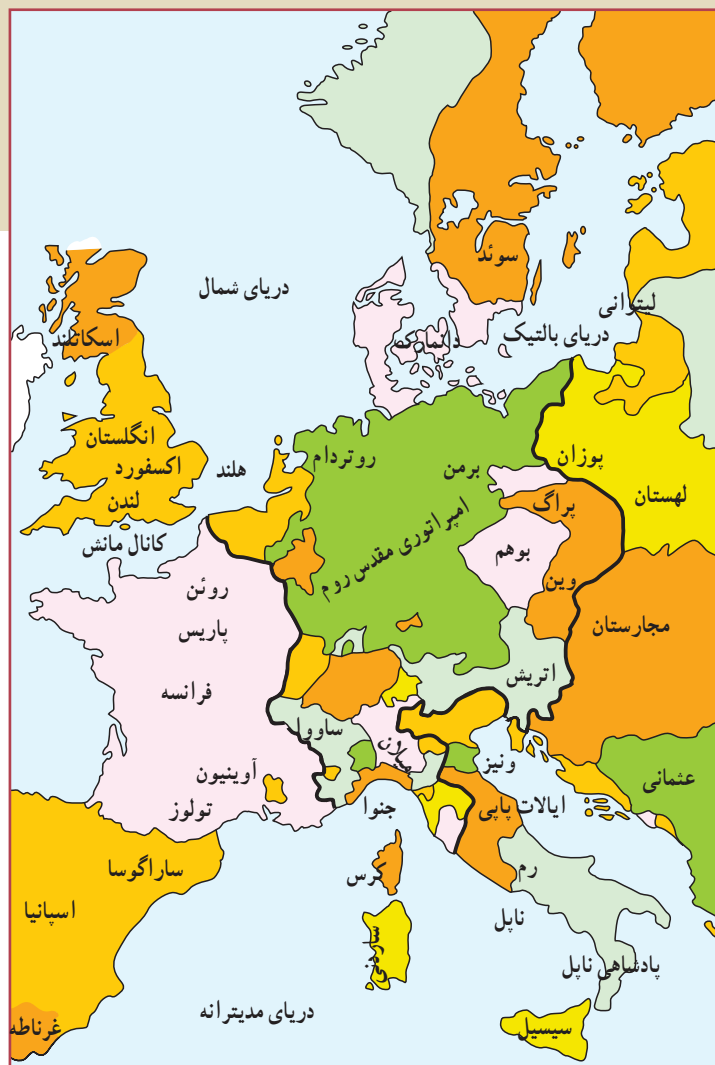 سوئد
دریای شمال
لیتوانی
دریای بالتیک
دانمارک
اسکاتلند
انگلستان
اکسفورد
لندن
هلند
روتردام
برمن
پوزان
لهستان
پراگ
امپراتوری مقدس روم
کانال مانش
بوهم
وین
روئن
پاریس
مجارستان
فرانسه
اتریش
ساووا
میلان
ونیز
عثمانی
آوینیون
تولوز
جنوا
ایالات پاپی
ساراگوسا
کرس
رم
اسپانیا
ناپل
ساردنی
پادشاهی ناپل
دریای مدیترانه
غرناطه
سیسیل